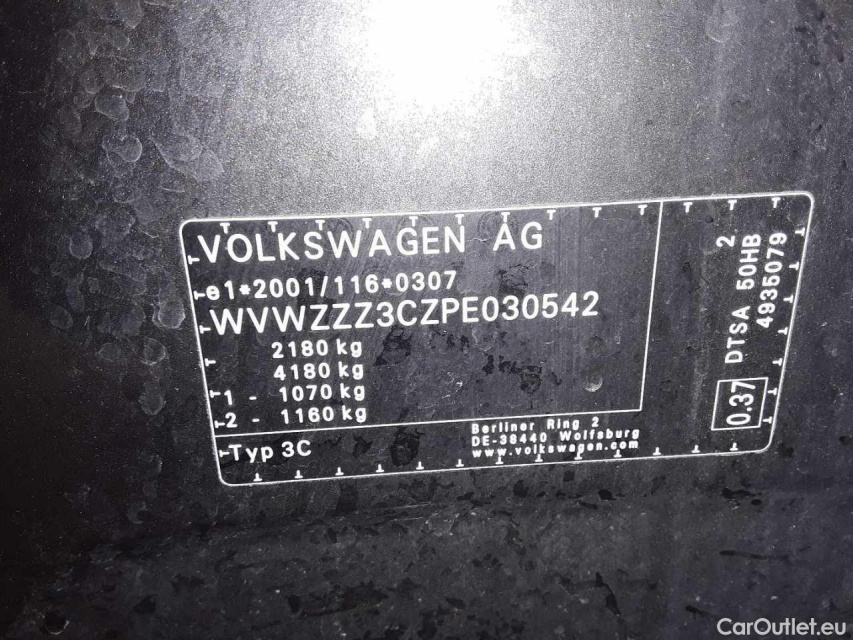 VOLKSWAGEN AG
e1*2001/116*0307
WVWZZZ3CZPE030542
2180 kg
4180 kg
1 - 1070 kg
2 - 1160 kg
Typ 3C
Berliner Ring 2
DE-38440 Wolfsburg
www.volkswagen.com
0.37
DTSA 50HB 2
4935079
CarOutlet.eu